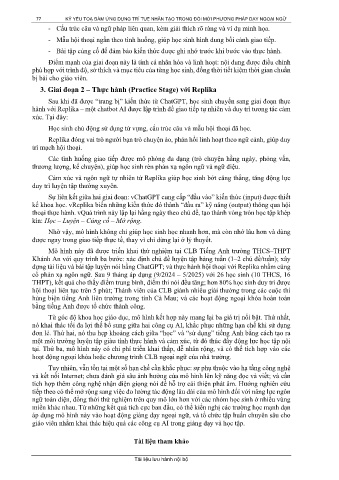 77 KỶ YẾU TỌA ĐÀM ỨNG DỤNG TRÍ TUỆ NHÂN TẠO TRONG ĐỔI MỚI PHƯƠNG PHÁP DẠY NGOẠI NGỮ
- Cấu trúc câu và ngữ pháp liên quan, kèm giải thích rõ ràng và ví dụ minh họa.
- Mẫu hội thoại ngắn theo tình huống, giúp học sinh hình dung bối cảnh giao tiếp.
- Bài tập củng cố để đảm bảo kiến thức được ghi nhớ trước khi bước vào thực hành.
Điểm mạnh của giai đoạn này là tính cá nhân hóa và linh hoạt: nội dung được điều chỉnh
phù hợp với trình độ, sở thích và mục tiêu của từng học sinh, đồng thời tiết kiệm thời gian chuẩn
bị bài cho giáo viên.
3. Giai đoạn 2 – Thực hành (Practice Stage) với Replika
Sau khi đã được “trang bị” kiến thức từ ChatGPT, học sinh chuyển sang giai đoạn thực
hành với Replika – một chatbot AI được lập trình để giao tiếp tự nhiên và duy trì tương tác cảm
xúc. Tại đây:
Học sinh chủ động sử dụng từ vựng, cấu trúc câu và mẫu hội thoại đã học.
Replika đóng vai trò người bạn trò chuyện ảo, phản hồi linh hoạt theo ngữ cảnh, giúp duy
trì mạch hội thoại.
Các tình huống giao tiếp được mô phỏng đa dạng (trò chuyện hằng ngày, phỏng vấn,
thương lượng, kể chuyện), giúp học sinh rèn phản xạ ngôn ngữ và ngữ điệu.
Cảm xúc và ngôn ngữ tự nhiên từ Replika giúp học sinh bớt căng thẳng, tăng động lực
duy trì luyện tập thường xuyên.
Sự liên kết giữa hai giai đoạn: vChatGPT cung cấp “đầu vào” kiến thức (input) được thiết
kế khoa học. vReplika biến những kiến thức đó thành “đầu ra” kỹ năng (output) thông qua hội
thoại thực hành. vQuá trình này lặp lại hằng ngày theo chủ đề, tạo thành vòng tròn học tập khép
kín: Học – Luyện – Củng cố – Mở rộng.
Nhờ vậy, mô hình không chỉ giúp học sinh học nhanh hơn, mà còn nhớ lâu hơn và dùng
được ngay trong giao tiếp thực tế, thay vì chỉ dừng lại ở lý thuyết.
Mô hình này đã được triển khai thử nghiệm tại CLB Tiếng Anh trường THCS–THPT
Khánh An với quy trình ba bước: xác định chủ đề luyện tập hàng tuần (1–2 chủ đề/tuần); xây
dựng tài liệu và bài tập luyện nói bằng ChatGPT; và thực hành hội thoại với Replika nhằm củng
cố phản xạ ngôn ngữ. Sau 9 tháng áp dụng (9/2024 – 5/2025) với 26 học sinh (10 THCS, 16
THPT), kết quả cho thấy điểm trung bình, điểm thi nói đều tăng; hơn 80% học sinh duy trì được
hội thoại liên tục trên 5 phút; Thành viên của CLB giành nhiều giải thưởng trong các cuộc thi
hùng biện tiếng Anh liên trường trong tỉnh Cà Mau; và các hoạt động ngoại khóa hoàn toàn
bằng tiếng Anh được tổ chức thành công.
Từ góc độ khoa học giáo dục, mô hình kết hợp này mang lại ba giá trị nổi bật. Thứ nhất,
nó khai thác tối đa lợi thế bổ sung giữa hai công cụ AI, khắc phục những hạn chế khi sử dụng
đơn lẻ. Thứ hai, nó thu hẹp khoảng cách giữa “học” và “sử dụng” tiếng Anh bằng cách tạo ra
một môi trường luyện tập giàu tính thực hành và cảm xúc, từ đó thúc đẩy động lực học tập nội
tại. Thứ ba, mô hình này có chi phí triển khai thấp, dễ nhân rộng, và có thể tích hợp vào các
hoạt động ngoại khóa hoặc chương trình CLB ngoại ngữ của nhà trường.
Tuy nhiên, vẫn tồn tại một số hạn chế cần khắc phục: sự phụ thuộc vào hạ tầng công nghệ
và kết nối Internet; chưa đánh giá sâu ảnh hưởng của mô hình lên kỹ năng đọc và viết; và cần
tích hợp thêm công nghệ nhận diện giọng nói để hỗ trợ cải thiện phát âm. Hướng nghiên cứu
tiếp theo có thể mở rộng sang việc đo lường tác động lâu dài của mô hình đối với năng lực ngôn
ngữ toàn diện, đồng thời thử nghiệm trên quy mô lớn hơn với các nhóm học sinh ở nhiều vùng
miền khác nhau. Từ những kết quả tích cực ban đầu, có thể kiến nghị các trường học mạnh dạn
áp dụng mô hình này vào hoạt động giảng dạy ngoại ngữ, và tổ chức tập huấn chuyên sâu cho
giáo viên nhằm khai thác hiệu quả các công cụ AI trong giảng dạy và học tập.
Tài liệu tham khảo
Tài liệu lưu hành nội bộ